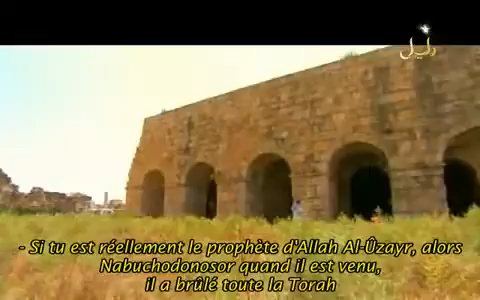 دليل
- Si tu est réellement le prophète d'Allah Al-Ûzayr, alors
Nabuchodonosor quand il est venu,
il a brûlé toute la Torah